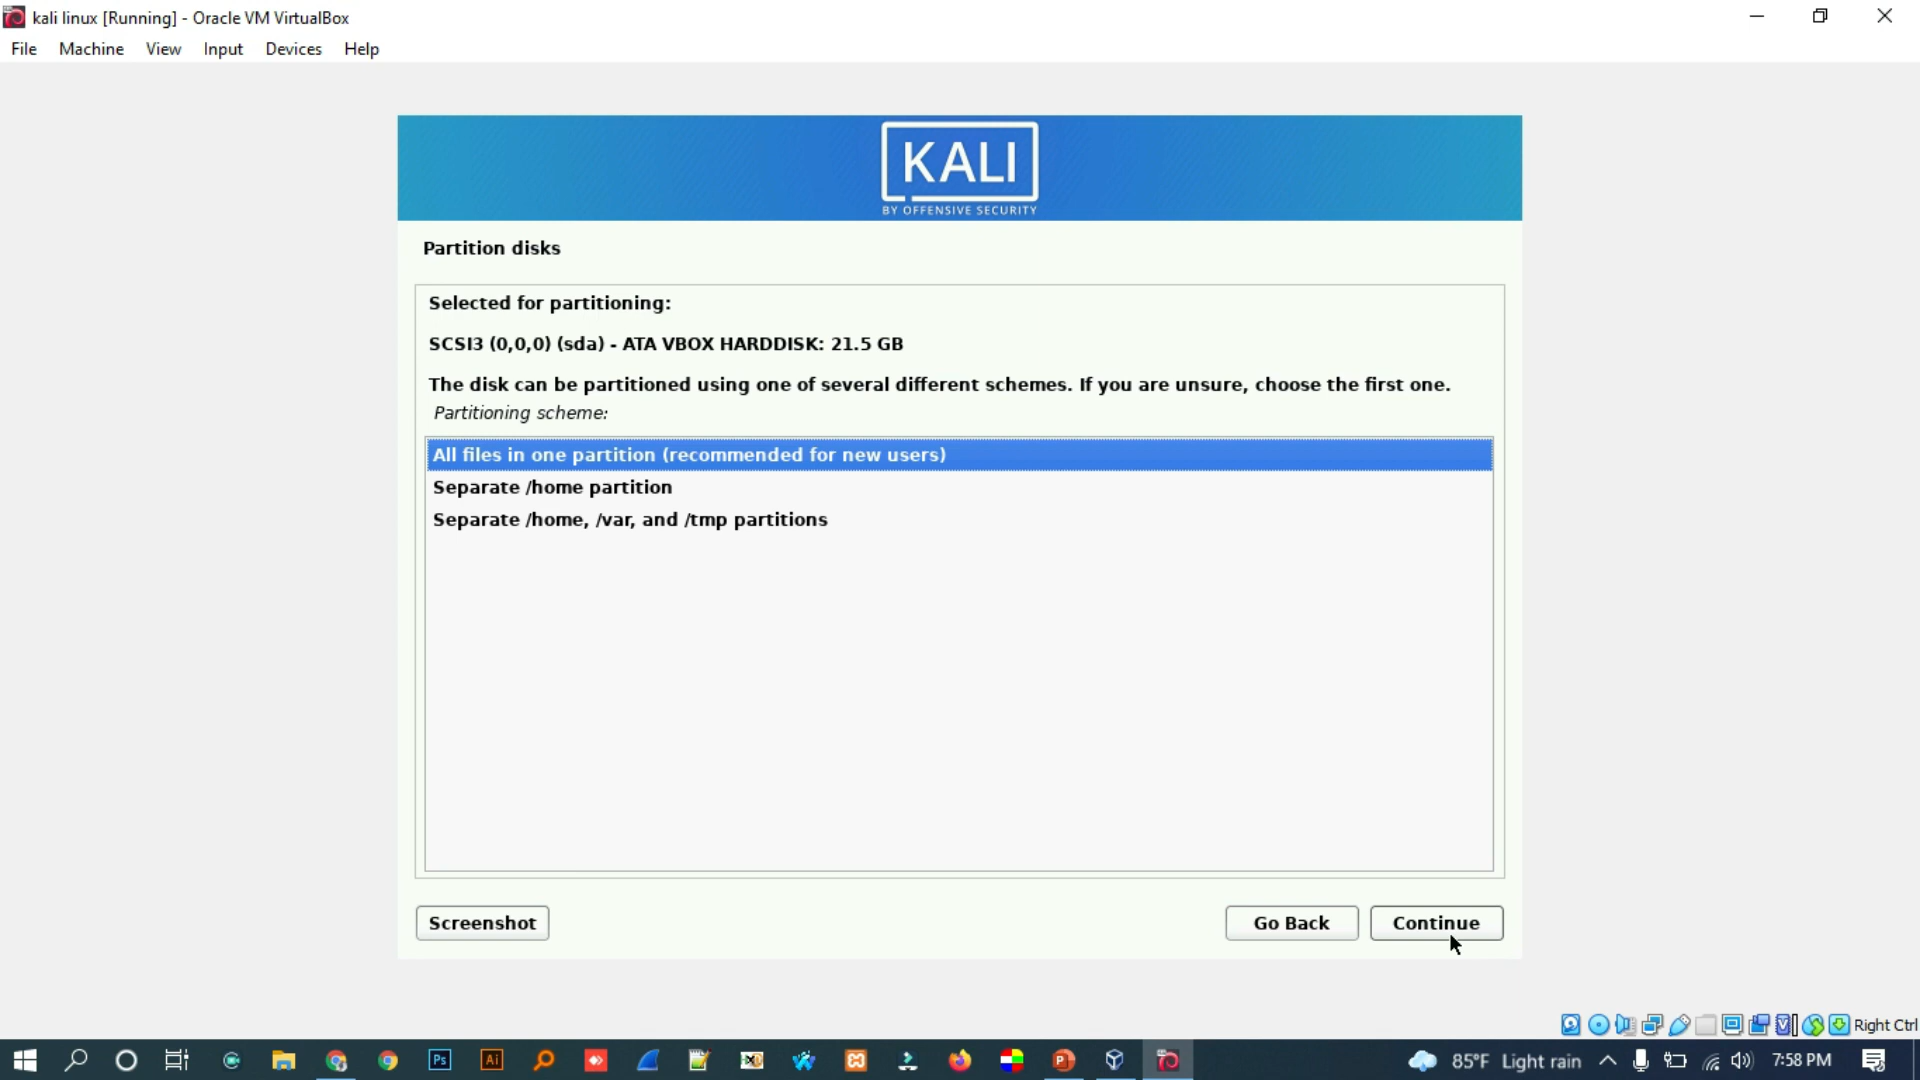 kali linux [Running] - Oracle VM VirtualBox
File Machine View Input Devices Help
KALI
BY OFFENSIVE SECURITY
Partition disks
Selected for partitioning:
SCSI3 (0,0,0) (sda) - ATA VBOX HARDDISK: 21.5 GB
The disk can be partitioned using one of several different schemes. If you are unsure, choose the first one.
Partitioning scheme:
All files in one partition (recommended for new users)
Separate /home partition
Separate /home, /var, and /tmp partitions
Screenshot Go Back Continue
Right Ctrl
Ps Ai 85°F Light rain 7:58 PM